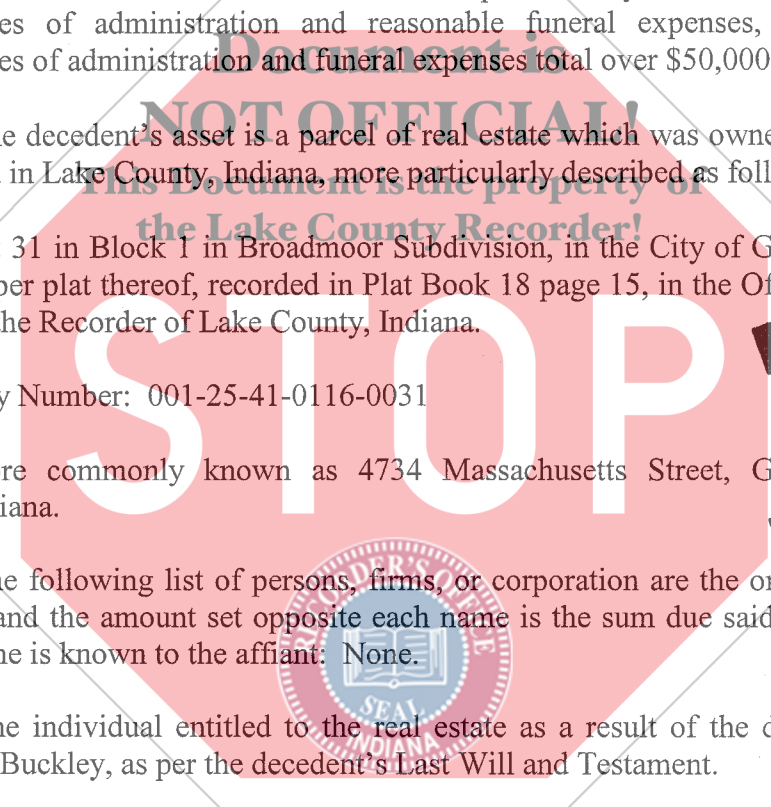 es of administration and reasonable funeral expenses,
es of administration and funeral expenses total over $50,000
Document is
NOT OFFICIAL!
This Document is the property of
the Lake County Recorder!
e decedent's asset is a parcel of real estate which was owne
in Lake County, Indiana, more particularly described as foll
31 in Block 1 in Broadmoor Subdivision, in the City of G
per plat thereof, recorded in Plat Book 18 page 15, in the Of
he Recorder of Lake County, Indiana.
y Number: 001-25-41-0116-0031
re commonly known as 4734 Massachusetts Street, G
iana.
STOP
e following list of persons, firms, or corporation are the o
and the amount set opposite each name is the sum due said
ne is known to the affiant: None.
RECORDER'S OFFICE
SEAL
INDIANA
e individual entitled to the real estate as a result of the d
Buckley, as per the decedent's Last Will and Testament.